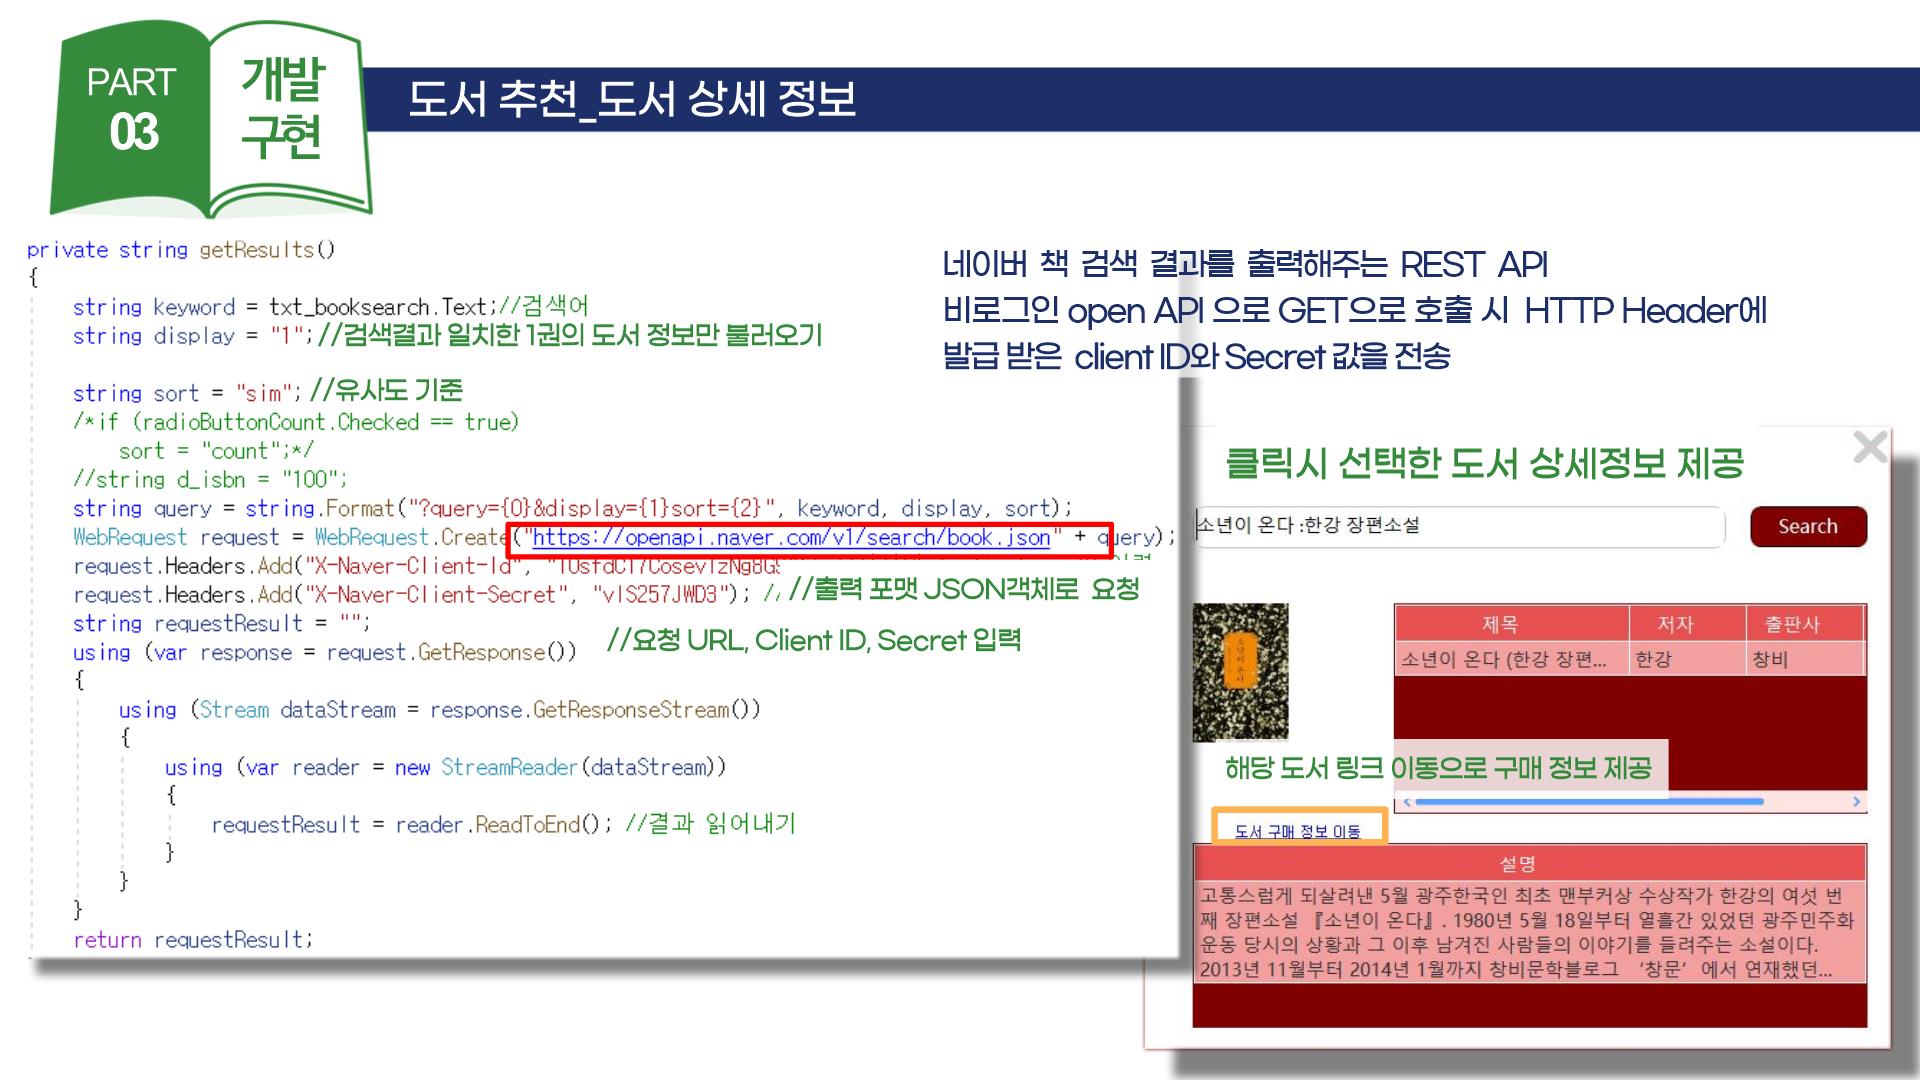 PART
03
개발
구현
도서 추천_도서 상세 정보
private string getResults()
{
string keyword = txt_booksearch.Text;//검색어
string display = "1"; //검색결과 일치한 1권의 도서 정보만 불러오기
string sort = "sim"; //유사도 기준
/*if (radioButtonCount.Checked == true)
sort = "count";*/
//string d_isbn = "100";
string query = string.Format("?query={0}&display={1}sort={2}", keyword, display, sort);
WebRequest request = WebRequest.Create("https://openapi.naver.com/v1/search/book.json" + query);
request.Headers.Add("X-Naver-Client-Id",
request.Headers.Add("X-Naver-Client-Secret", "vlS257JWD3"); // //출력 포맷 JSON객체로 요청
string requestResult = "";
//요청 URL, Client ID, Secret 입력
using (var response = request.GetResponse())
{
using (Stream dataStream = response.GetResponseStream())
{
using (var reader = new StreamReader(dataStream))
{
requestResult = reader.ReadToEnd(); //결과 읽어내기
}
}
}
return requestResult;
네이버 책 검색 결과를 출력해주는 REST API
비로그인 open API 으로 GET으로 호출 시 HTTP Header에
발급 받은 client ID와 Secret 값을 전송
클릭시 선택한 도서 상세정보 제공
소년이 온다 :한강 장편소설
Search
제목 저자 출판사
소년이 온다 (한강 장편... 한강 창비
해당 도서 링크 이동으로 구매 정보 제공
도서 구매 정보 이동
설명
고통스럽게 되살려낸 5월 광주한국인 최초 맨부커상 수상작가 한강의 여섯 번
째 장편소설 『소년이 온다』. 1980년 5월 18일부터 열흘간 있었던 광주민주화
운동 당시의 상황과 그 이후 남겨진 사람들의 이야기를 들려주는 소설이다.
2013년 11월부터 2014년 1월까지 창비문학블로그 ‘창문’ 에서 연재했던...